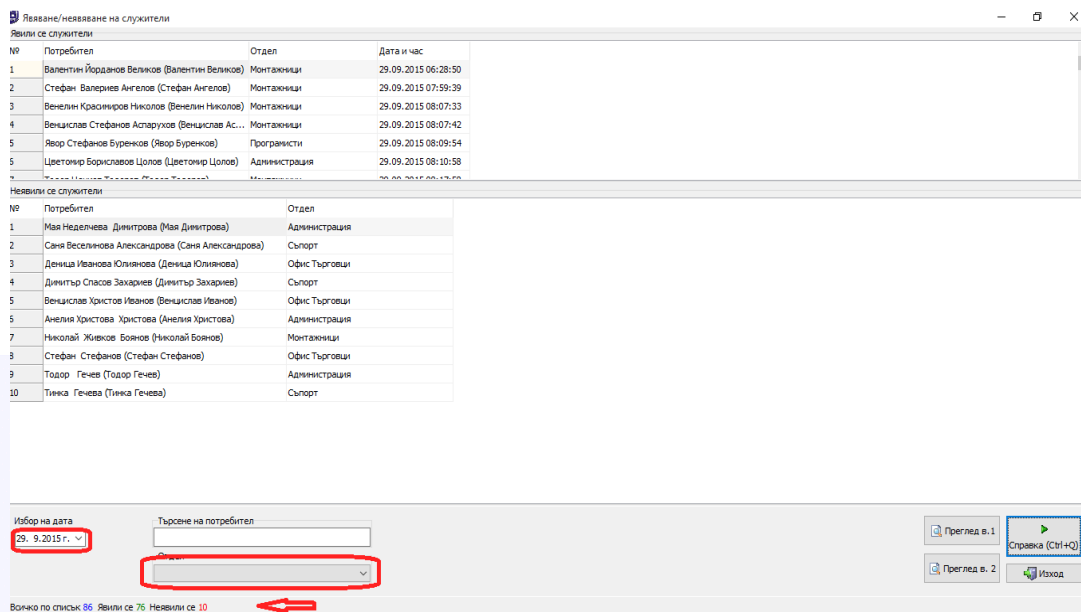 Явяване/неявяване на служители
Явили се служители
№ Потребител Отдел Дата и час
1 Валентин Йорданов Великов (Валентин Великов) Монтажници 29.09.2015 06:28:50
2 Стефан Валериев Ангелов (Стефан Ангелов) Монтажници 29.09.2015 07:59:39
3 Венелин Красимиров Николов (Венелин Николов) Монтажници 29.09.2015 08:07:33
4 Венцислав Стефанов Аспарухов (Венцислав Ас... Монтажници 29.09.2015 08:07:42
5 Явор Стефанов Буренков (Явор Буренков) Програмисти 29.09.2015 08:09:54
6 Цветомир Бориславов Цолов (Цветомир Цолов) Администрация 29.09.2015 08:10:58
Неявили се служители
№ Потребител Отдел
1 Мая Неделчева Димитрова (Мая Димитрова) Администрация
2 Саня Веселинова Александрова (Саня Александрова) Съпорт
3 Деница Иванова Юлиянова (Деница Юлиянова) Офис Търговци
4 Димитър Спасов Захариев (Димитър Захариев) Съпорт
5 Венцислав Христов Иванов (Венцислав Иванов) Офис Търговци
6 Анелия Христова Христова (Анелия Христова) Администрация
7 Николай Живков Боянов (Николай Боянов) Монтажници
8 Стефан Стефанов (Стефан Стефанов) Офис Търговци
9 Тодор Гечев (Тодор Гечев) Администрация
10 Тинка Гечева (Тинка Гечева) Съпорт
Избор на дата Търсене на потребител
29. 9.2015 г.
Отдел
Преглед в.1
Справка (Ctrl+Q)
Преглед в. 2
Изход
Всичко по списък 86 Явили се 76 Неявили се 10